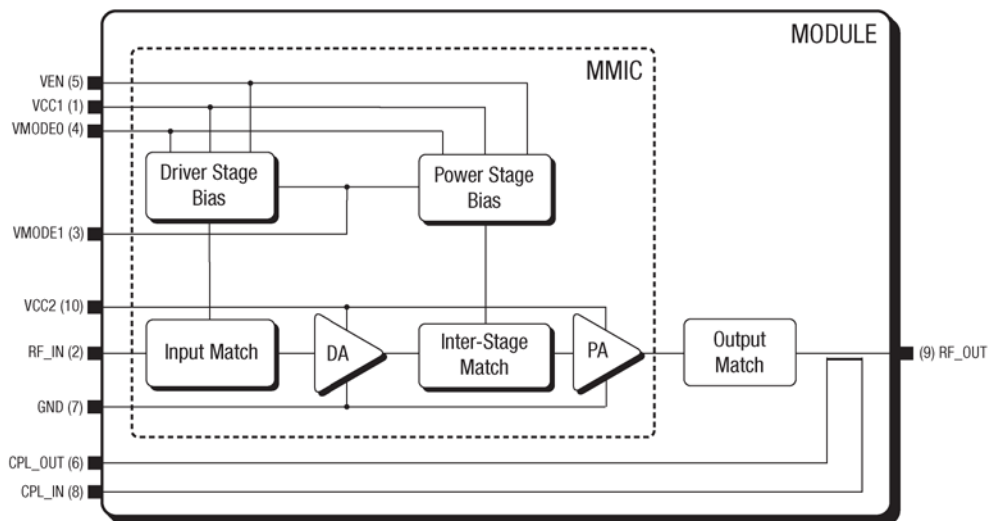 MODULE
MMIC
VEN (5)
VCC1 (1)
VMODE0 (4)
Driver Stage
Bias
Power Stage
Bias
VMODE1 (3)
VCC2 (10)
RF_IN (2)
Input Match
DA
Inter-Stage
Match
PA
Output
Match
(9) RF_OUT
GND (7)
CPL_OUT (6)
CPL_IN (8)